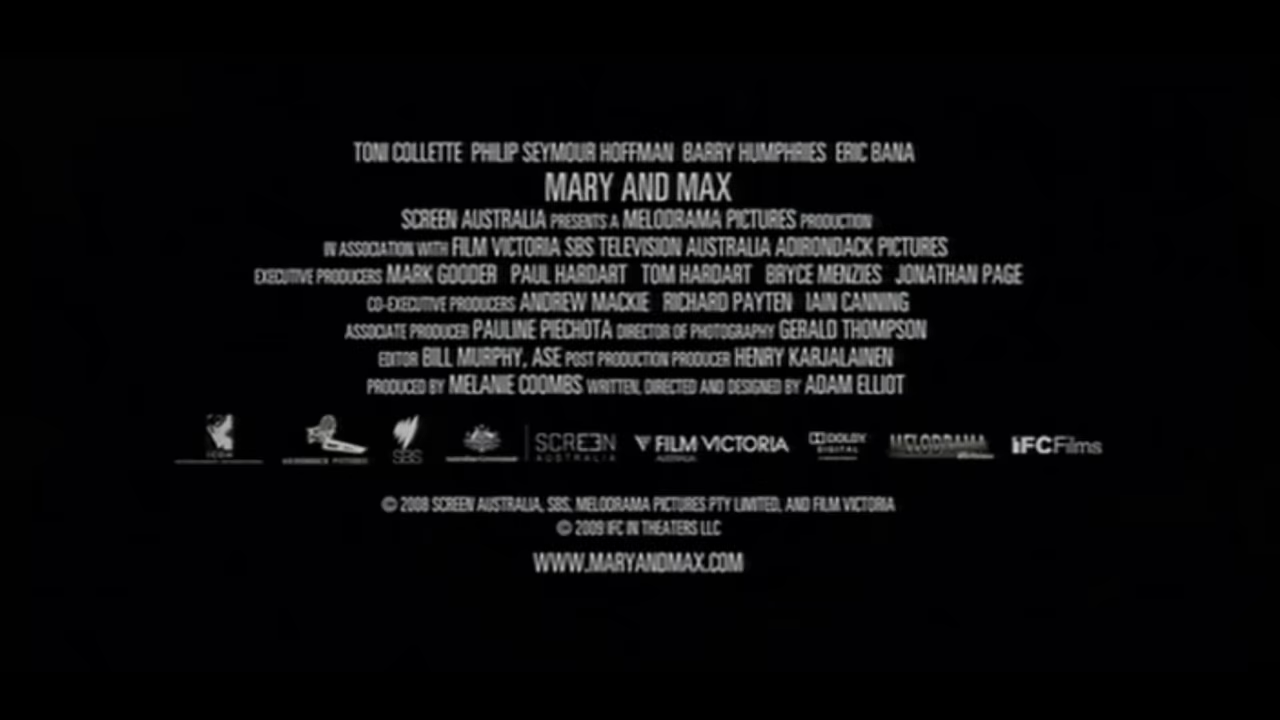 TONI COLLETTE PHILIP SEYMOUR HOFFMAN BARRY HUMPHRIES ERIC BANA
MARY AND MAX
SCREEN AUSTRALIA PRESENTS A MELODRAMA PICTURES PRODUCTION
IN ASSOCIATION WITH FILM VICTORIA SBS TELEVISION AUSTRALIA ADIRONDACK PICTURES
EXECUTIVE PRODUCERS MARK GOODER PAUL HARDART TOM HARDART BRYCE MENZIES JONATHAN PAGE
CO-EXECUTIVE PRODUCERS ANDREW MACKIE RICHARD PAYTEN IAIN CANNING
ASSOCIATE PRODUCER PAULINE PIECHOTA DIRECTOR OF PHOTOGRAPHY GERALD THOMPSON
EDITOR BILL MURPHY, ASE POST PRODUCTION PRODUCER HENRY KARJALAINEN
PRODUCED BY MELANIE COOMBS WRITTEN, DIRECTED AND DESIGNED BY ADAM ELLIOT
ICON
ADIRONDACK PICTURES
SBS
SCREEN AUSTRALIA
FILM VICTORIA AUSTRALIA
DOLBY DIGITAL
MELODRAMA
IFC Films
© 2008 SCREEN AUSTRALIA, SBS, MELODRAMA PICTURES PTY LIMITED, AND FILM VICTORIA
© 2009 IFC IN THEATERS LLC
WWW.MARYANDMAX.COM